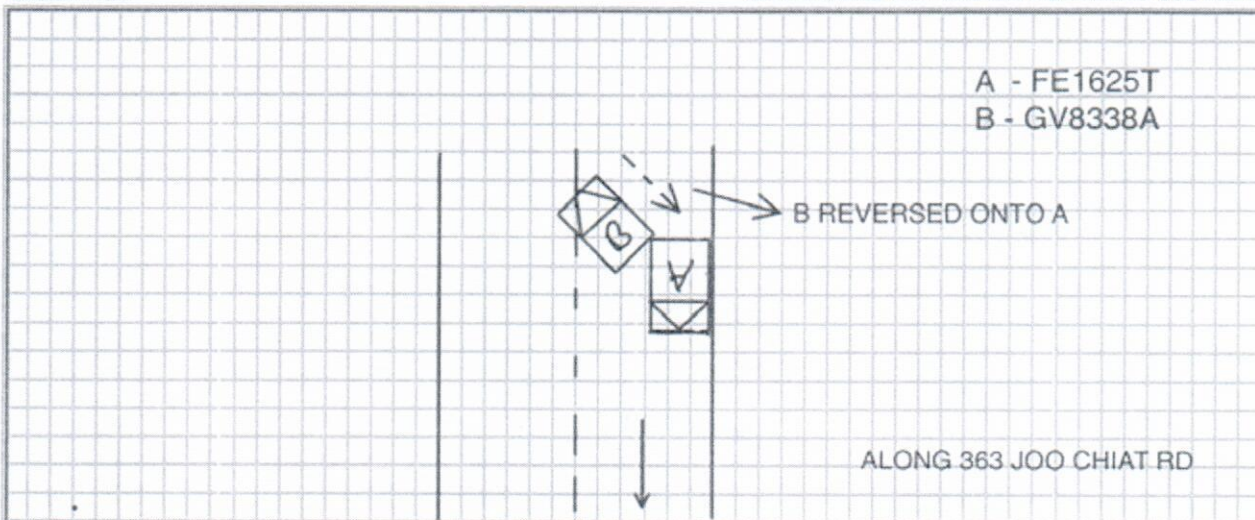 A - FE1625T
B - GV8338A
B REVERSED ONTO A
B
A
ALONG 363 JOO CHIAT RD